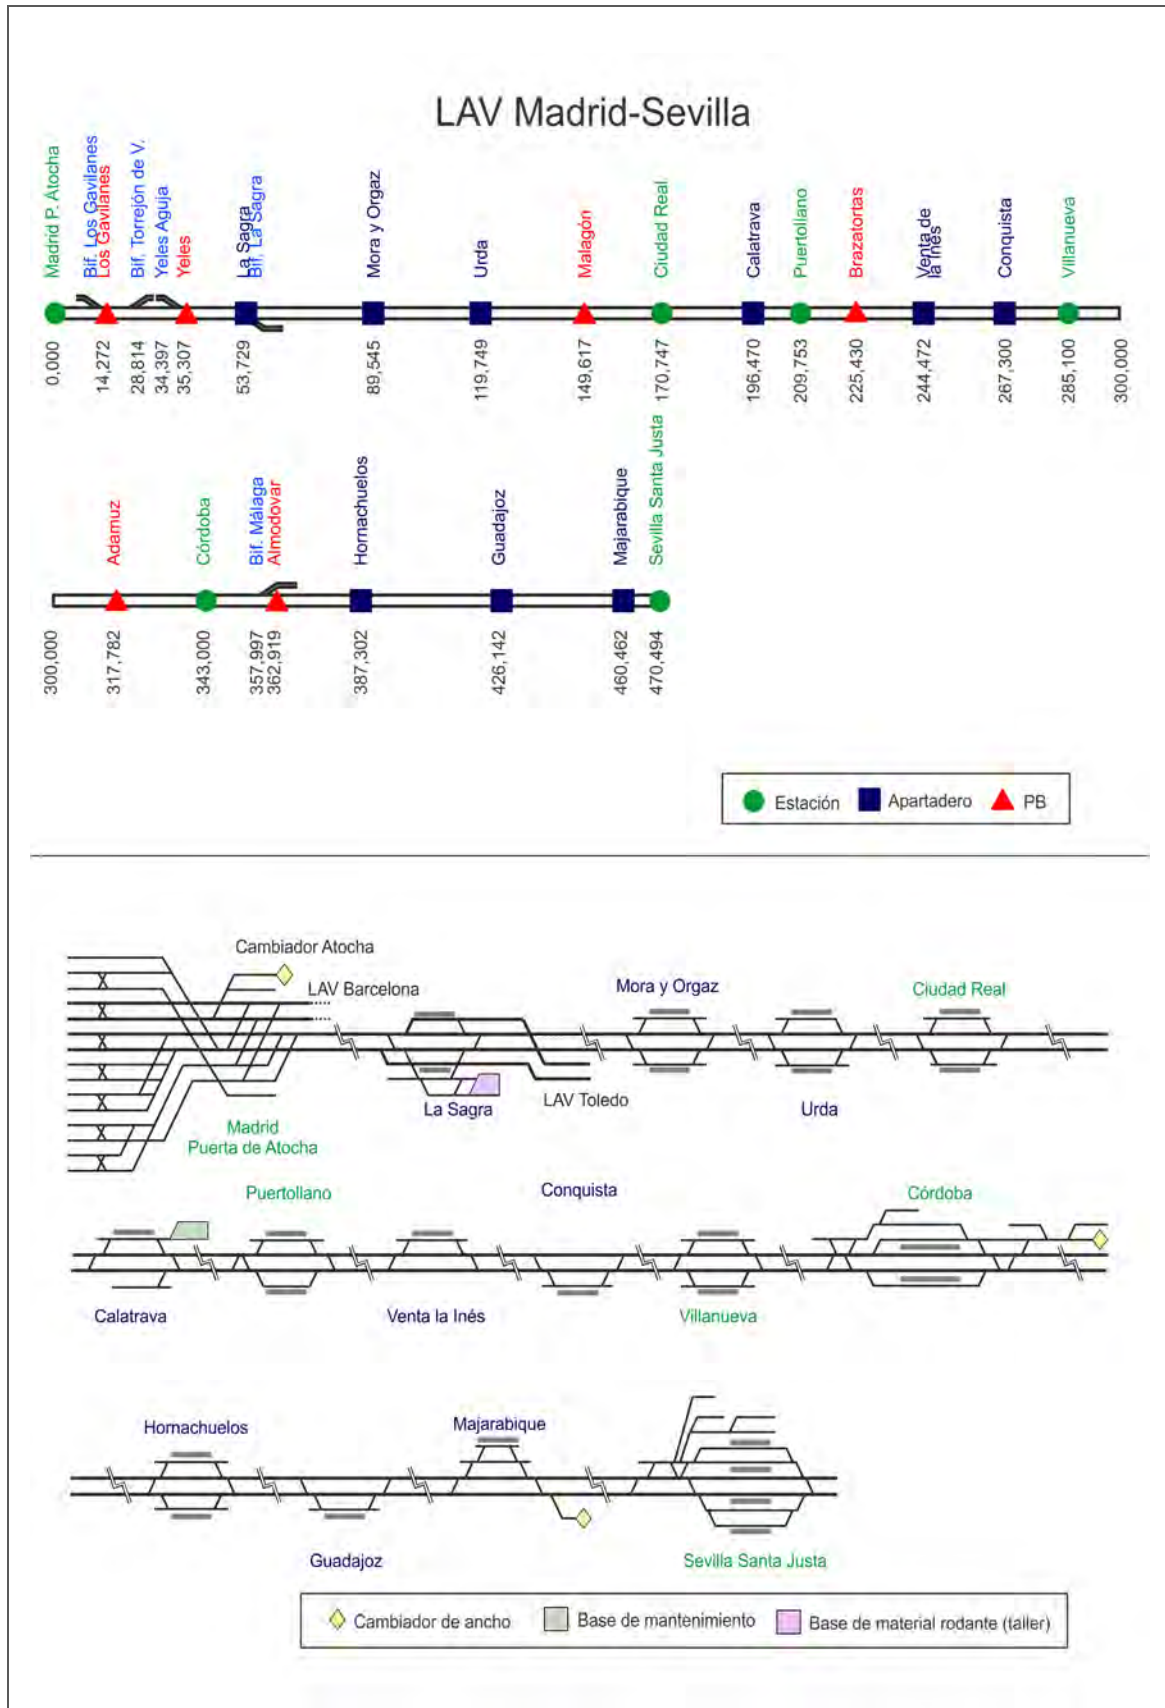 LAV Madrid-Sevilla
Madrid P. Atocha
Bif. Los Gavilanes
Los Gavilanes
Bif. Torrejón de V.
Yeles Aguja
Yeles
La Sagra
Bif. La Sagra
Mora y Orgaz
Urda
Malagón
Ciudad Real
Calatrava
Puertollano
Brazatortas
Venta de
la Inés
Conquista
Villanueva
0,000
14,272
28,814
34,397
35,307
53,729
89,545
119,749
149,617
170,747
196,470
209,753
225,430
244,472
267,300
285,100
300,000
Adamuz
Córdoba
Bif. Málaga
Almodovar
Hornachuelos
Guadajoz
Majarabique
Sevilla Santa Justa
300,000
317,782
343,000
357,997
362,919
387,302
426,142
460,462
470,494
Estación
Apartadero
PB
Cambiador Atocha
LAV Barcelona
Mora y Orgaz
Ciudad Real
La Sagra
LAV Toledo
Urda
Madrid
Puerta de Atocha
Puertollano
Conquista
Córdoba
Calatrava
Venta la Inés
Villanueva
Hornachuelos
Majarabique
Guadajoz
Sevilla Santa Justa
Cambiador de ancho
Base de mantenimiento
Base de material rodante (taller)